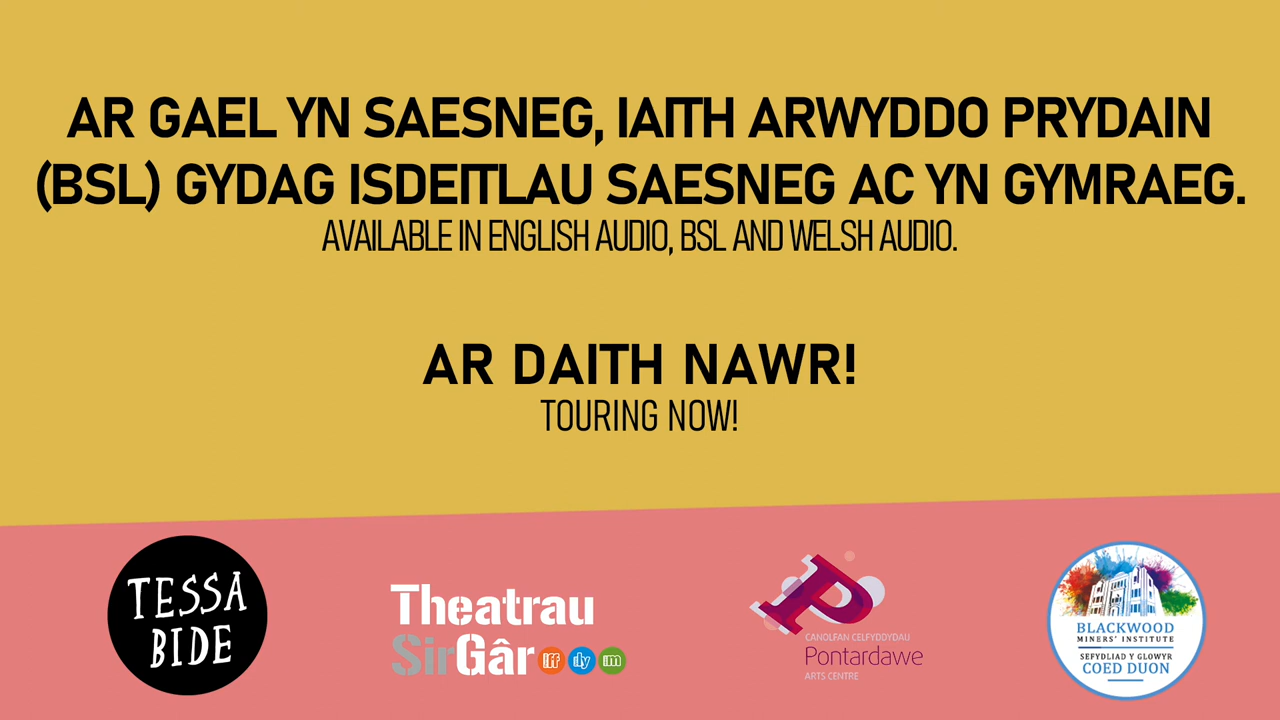 AR GAEL YN SAESNEG, IAITH ARWYDDO PRYDAIN
(BSL) GYDAG ISDEITLAU SAESNEG AC YN GYMRAEG.
AVAILABLE IN ENGLISH AUDIO, BSL AND WELSH AUDIO.
AR DAITH NAWR!
TOURING NOW!
TESSA
BIDE
Theatrau
SirGâr
lff
lly
im
P
CANOLFAN CELFYDDYDAU
Pontardawe
ARTS CENTRE
BLACKWOOD
MINERS' INSTITUTE
SEFYDLIAD Y GLOWYR
COED DUON